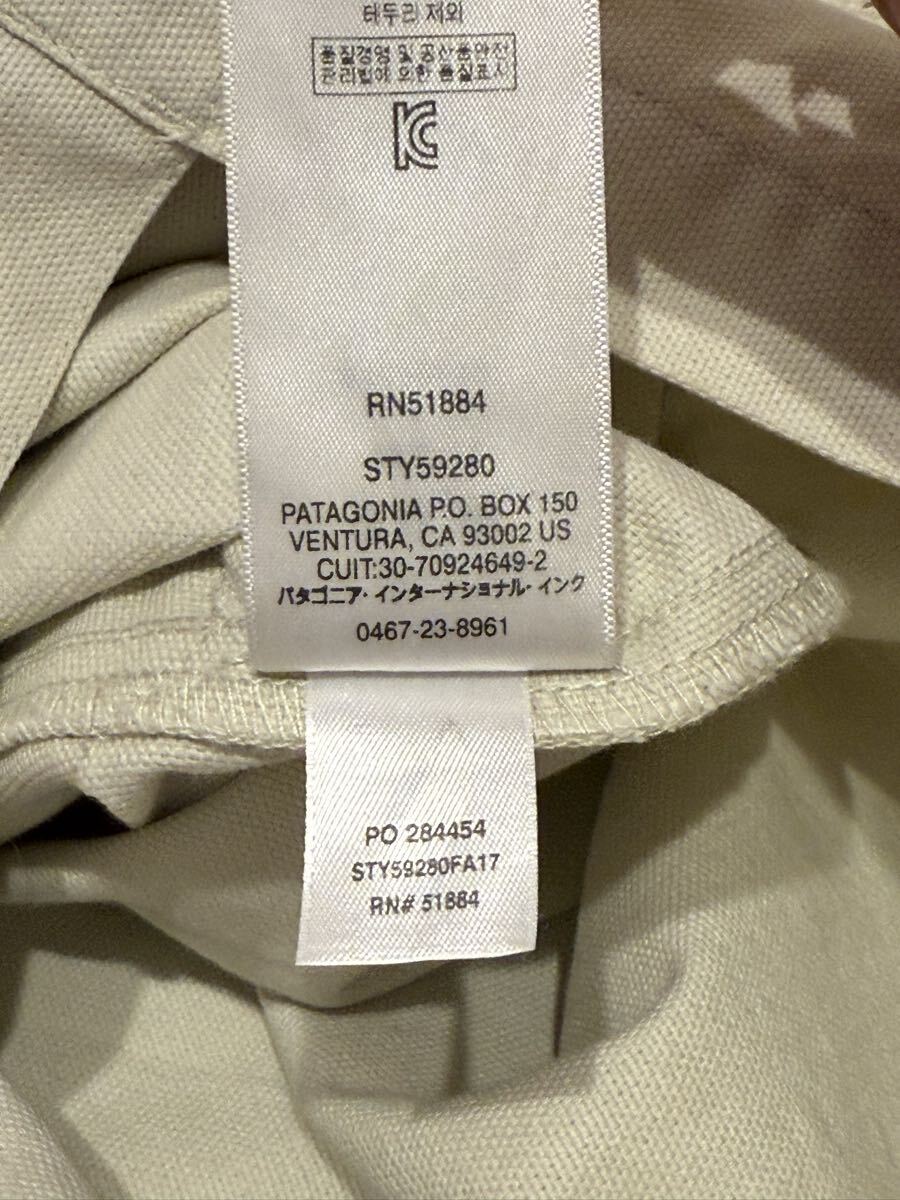 테두리 제외
품질경영 및 공산품안전
관리법에 의한 품질표시
RN51884
STY59280
PATAGONIA P.O. BOX 150
VENTURA, CA 93002 US
CUIT:30-70924649-2
パタゴニア・インターナショナル・インク
0467-23-8961
PO 284454
STY59280FA17
RN# 51884